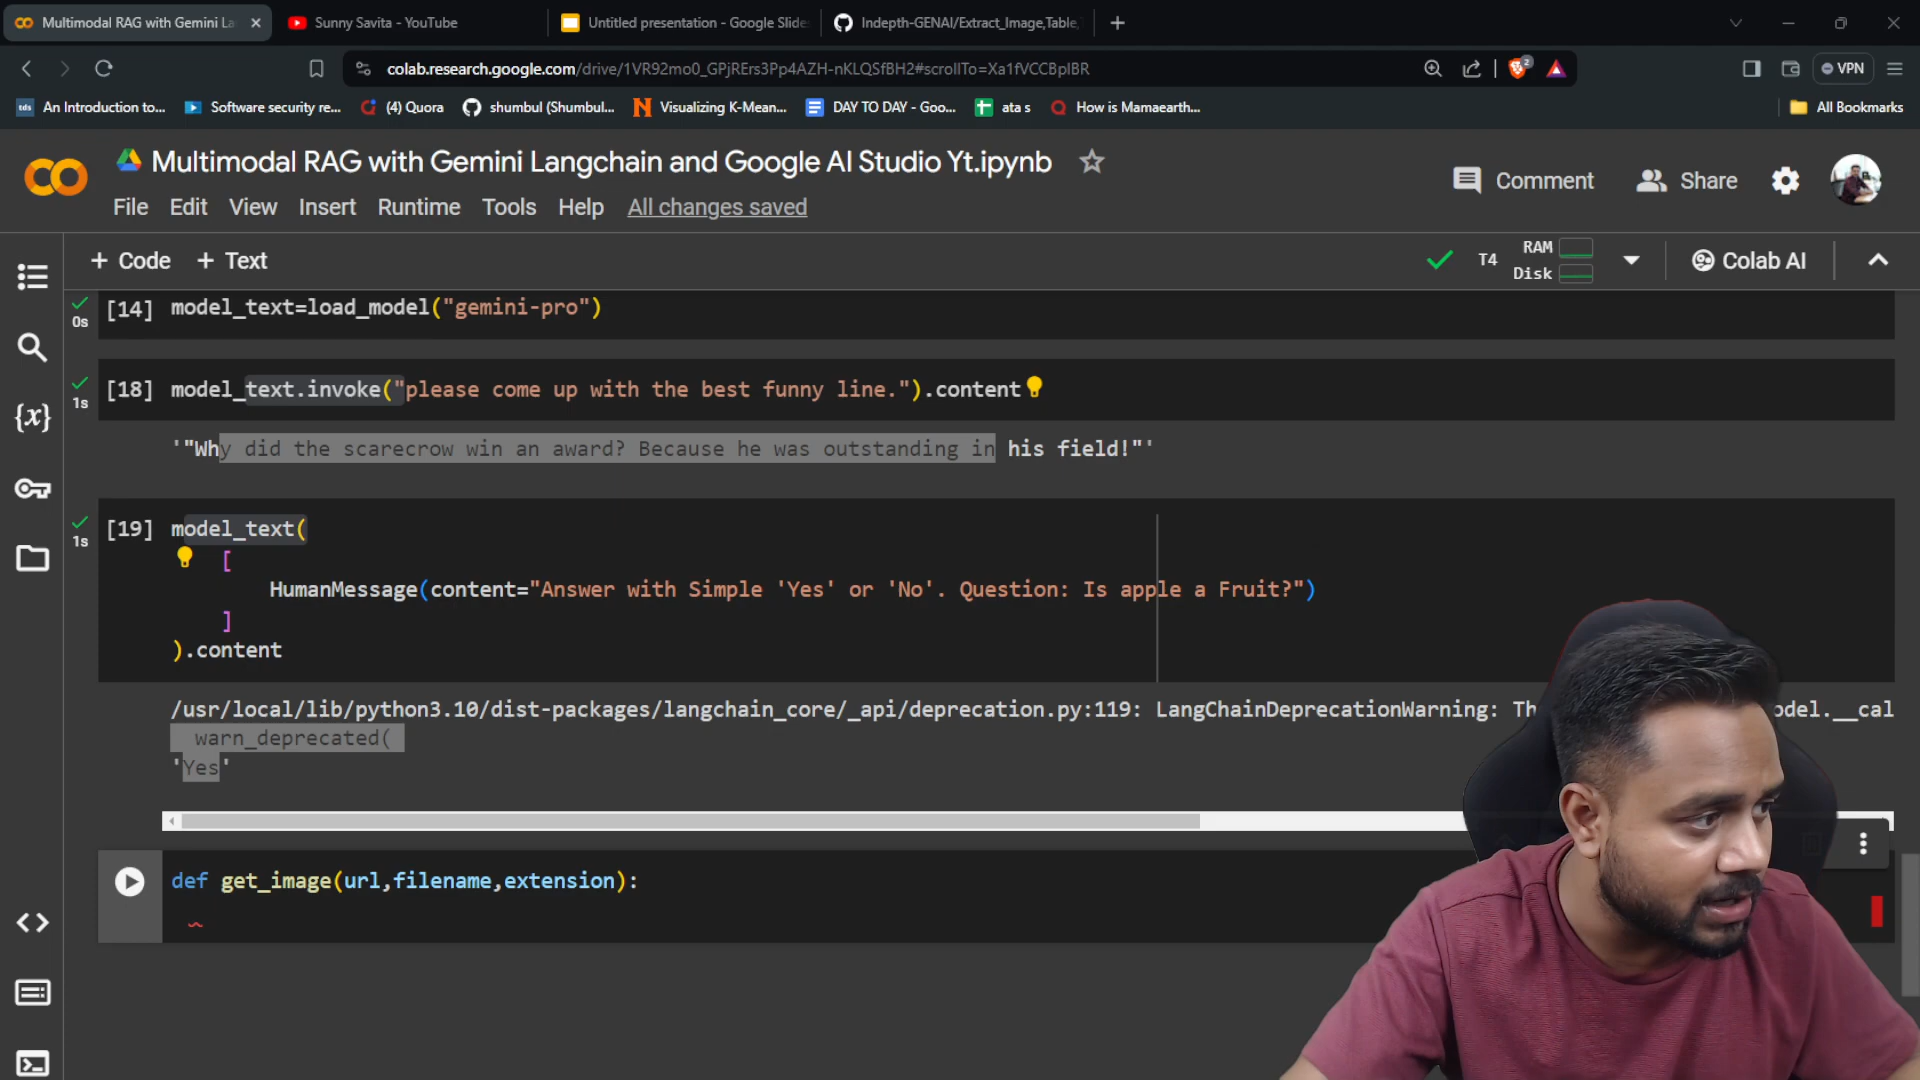 Multimodal RAG with Gemini La
Sunny Savita - YouTube
Untitled presentation - Google Slide
Indepth-GENAI/Extract_Image,Table,
colab.research.google.com/drive/1VR92mo0_GPjRErs3Pp4AZH-nKLQSfBH2#scrollTo=Xa1fVCCBplBR
2
VPN
tds An Introduction to...
Software security re...
(4) Quora
shumbul (Shumbul...
Visualizing K-Mean...
DAY TO DAY - Goo...
ata s
How is Mamaearth...
All Bookmarks
Multimodal RAG with Gemini Langchain and Google AI Studio Yt.ipynb
Comment
Share
File Edit View Insert Runtime Tools Help All changes saved
+ Code + Text
T4
RAM
Disk
Colab AI
[14] model_text=load_model("gemini-pro")
0s
[18] model_text.invoke("please come up with the best funny line.").content
1s
'"Why did the scarecrow win an award? Because he was outstanding in his field!"'
[19] model_text(
1s
[
HumanMessage(content="Answer with Simple 'Yes' or 'No'. Question: Is apple a Fruit?")
]
).content
/usr/local/lib/python3.10/dist-packages/langchain_core/_api/deprecation.py:119: LangChainDeprecationWarning: Th odel.__cal
warn_deprecated(
'Yes'
def get_image(url,filename,extension):
{x}